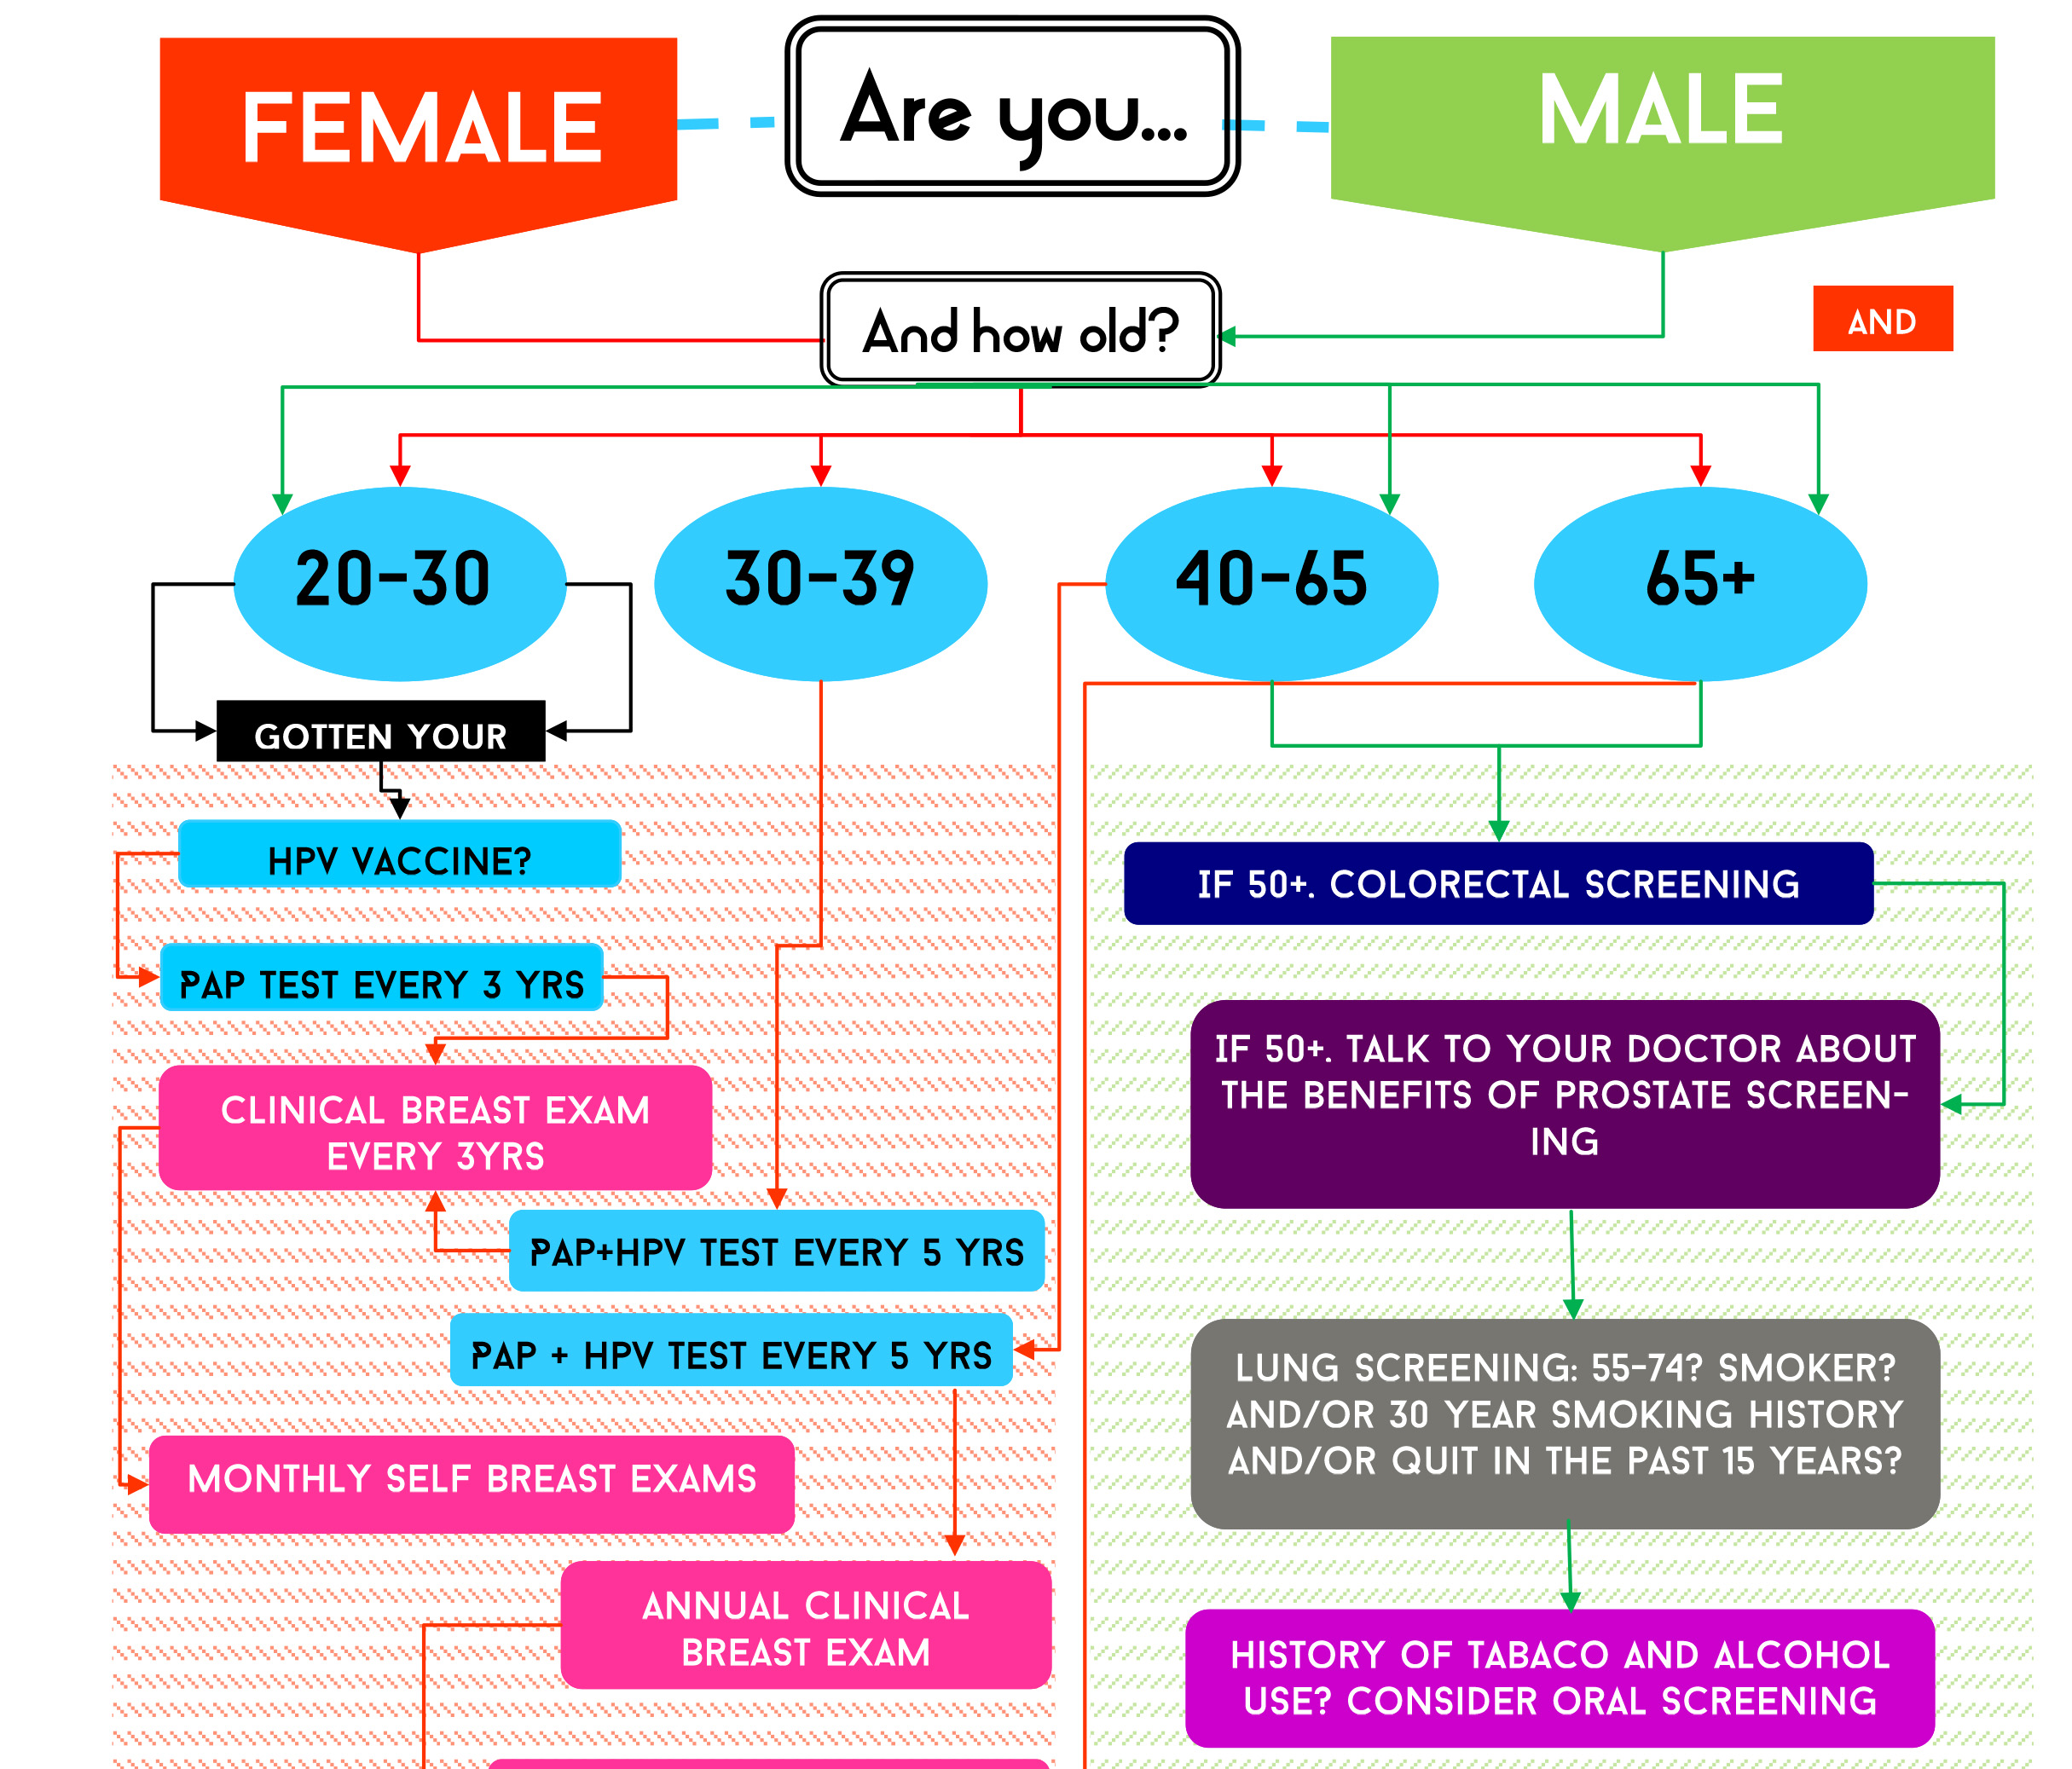 FEMALE
Are you...
MALE
And how old?
AND
20-30
30-39
40-65
65+
GOTTEN YOUR
HPV VACCINE?
PAP TEST EVERY 3 YRS
CLINICAL BREAST EXAM
EVERY 3YRS
PAP+HPV TEST EVERY 5 YRS
PAP + HPV TEST EVERY 5 YRS
MONTHLY SELF BREAST EXAMS
ANNUAL CLINICAL
BREAST EXAM
IF 50+. COLORECTAL SCREENING
IF 50+. TALK TO YOUR DOCTOR ABOUT
THE BENEFITS OF PROSTATE SCREEN-
ING
LUNG SCREENING: 55-74? SMOKER?
AND/OR 30 YEAR SMOKING HISTORY
AND/OR QUIT IN THE PAST 15 YEARS?
HISTORY OF TABACO AND ALCOHOL
USE? CONSIDER ORAL SCREENING